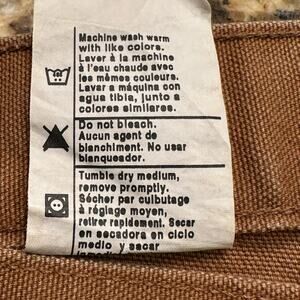 Machine wash warm
with like colors.
Laver à la machine
à l'eau chaude avec
les mêmes couleurs.
Lavar a máquina con
agua tibia, junto a
colores similares.
Do not bleach.
Aucun agent de
blanchiment. No usar
blanqueador.
Tumble dry medium,
remove promptly.
Sécher par culbutage
à réglage moyen,
retirer rapidement. Secar
en secadora en ciclo
medio y sacar